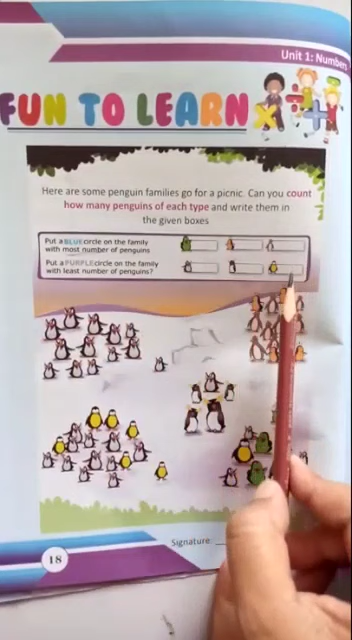 Unit 1: Numbers
FUN TO LEARN
Here are some penguin families go for a picnic. Can you count
how many penguins of each type and write them in
the given boxes
Put a BLUE circle on the family
with most number of penguins
Put a PURPLE circle on the family
with least number of penguins?
Signature
18